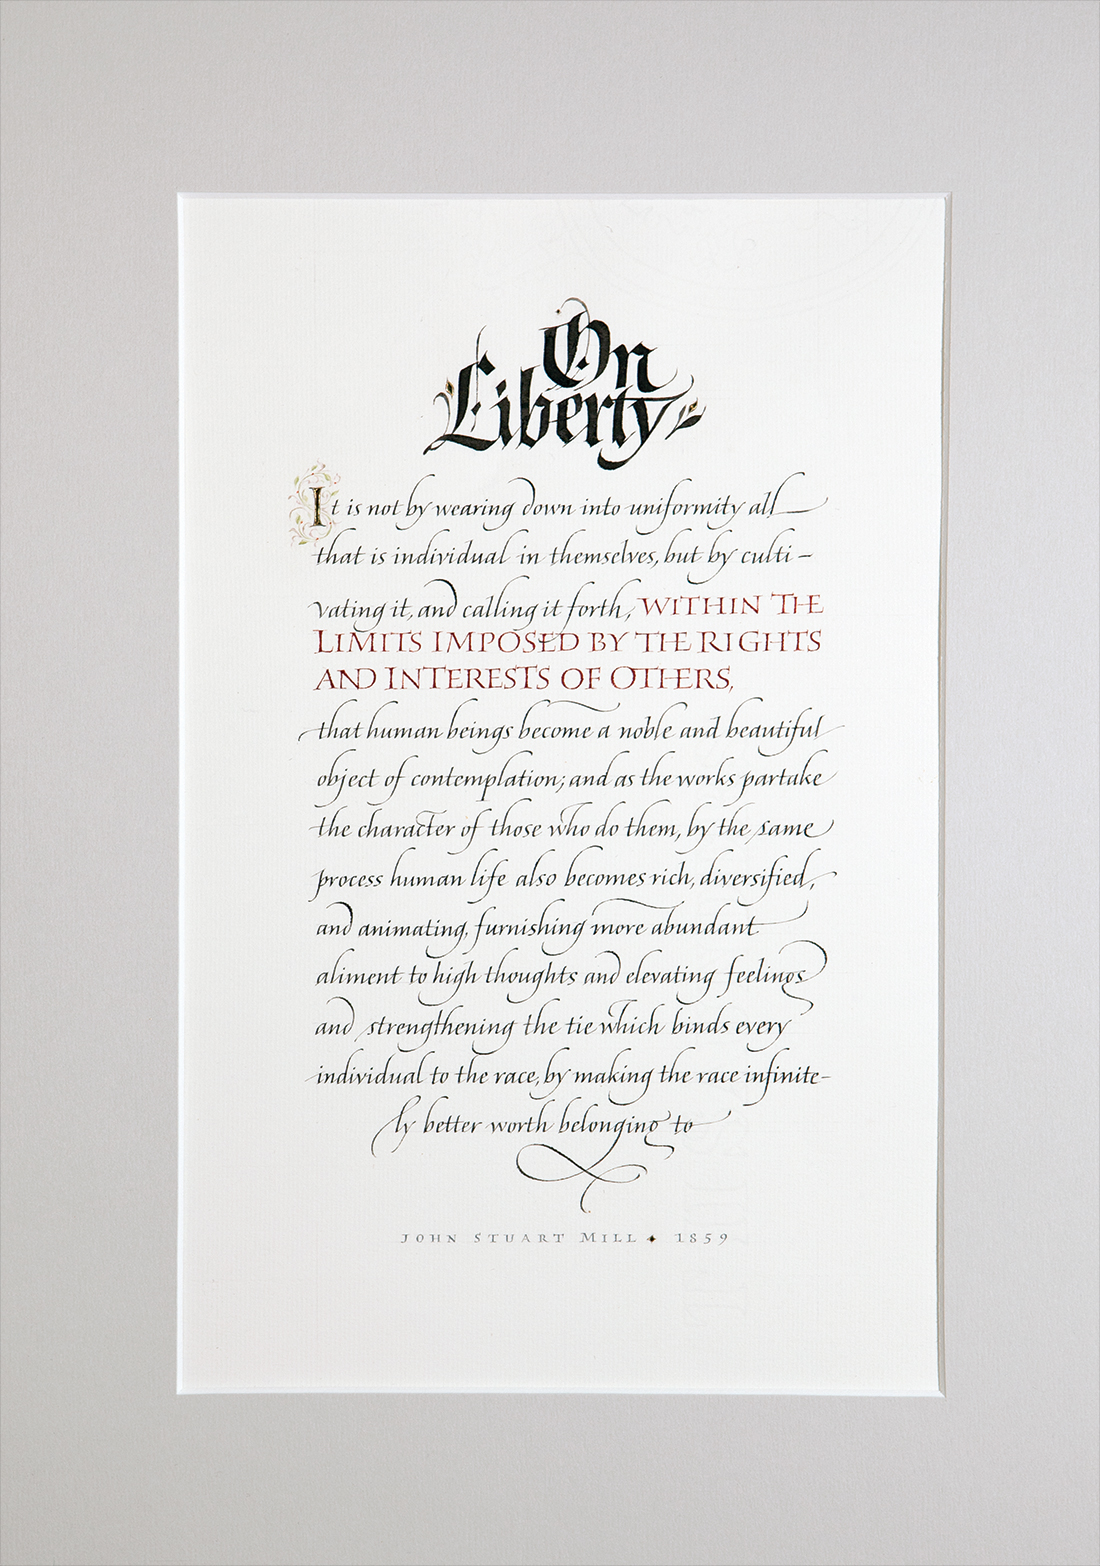 On
Liberty
It is not by wearing down into uniformity all
that is individual in themselves, but by culti-
vating it, and calling it forth, WITHIN THE
LIMITS IMPOSED BY THE RIGHTS
AND INTERESTS OF OTHERS,
that human beings become a noble and beautiful
object of contemplation; and as the works partake
the character of those who do them, by the same
process human life also becomes rich, diversified,
and animating, furnishing more abundant
aliment to high thoughts and elevating feelings
and strengthening the tie which binds every
individual to the race, by making the race infinite-
ly better worth belonging to
JOHN STUART MILL ✦ 1859